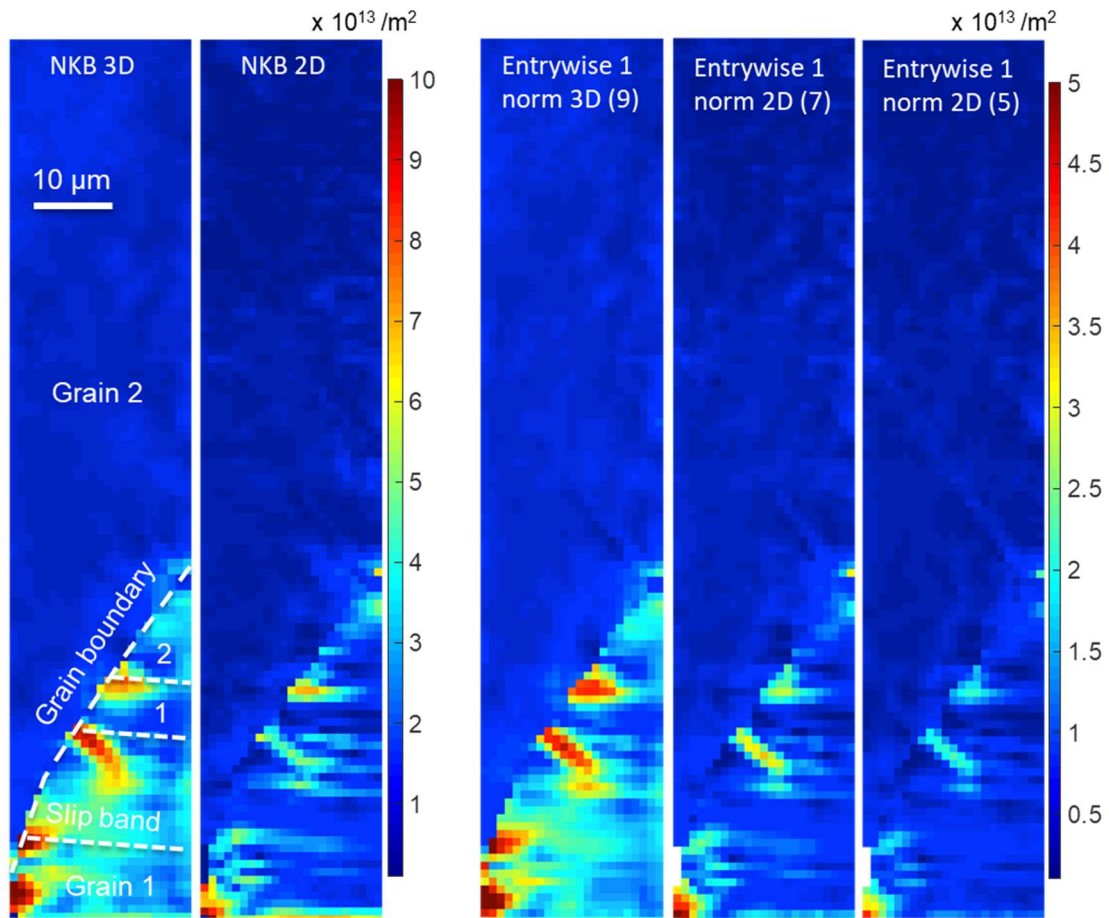 x 10¹³ /m²
x 10¹³ /m²
NKB 3D
NKB 2D
Entrywise 1
norm 3D (9)
Entrywise 1
norm 2D (7)
Entrywise 1
norm 2D (5)
10 µm
Grain 2
Grain boundary
2
1
Slip band
Grain 1
10
9
8
7
6
5
4
3
2
1
5
4.5
4
3.5
3
2.5
2
1.5
1
0.5